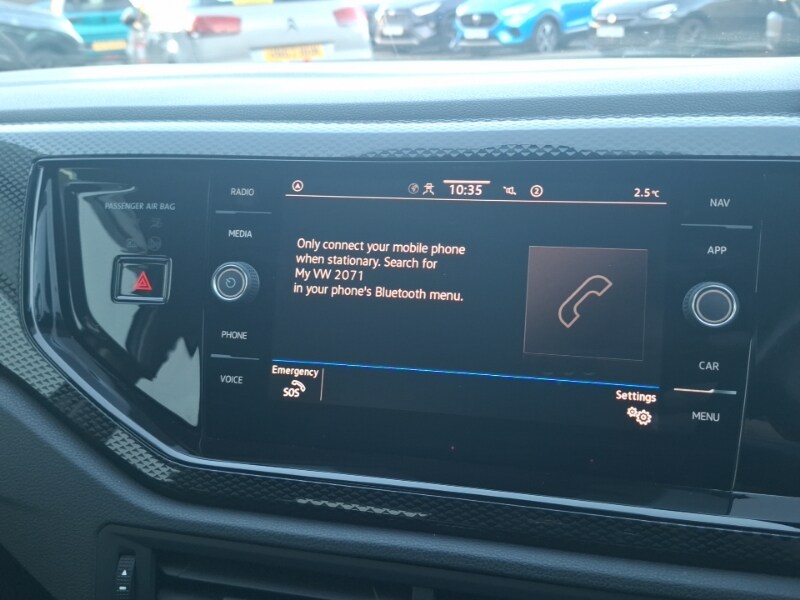 PASSENGER AIR BAG
RADIO
MEDIA
PHONE
VOICE
10:35
2
2.5°C
Only connect your mobile phone
when stationary. Search for
My VW 2071
in your phone's Bluetooth menu.
Emergency
SOS
Settings
NAV
APP
CAR
MENU